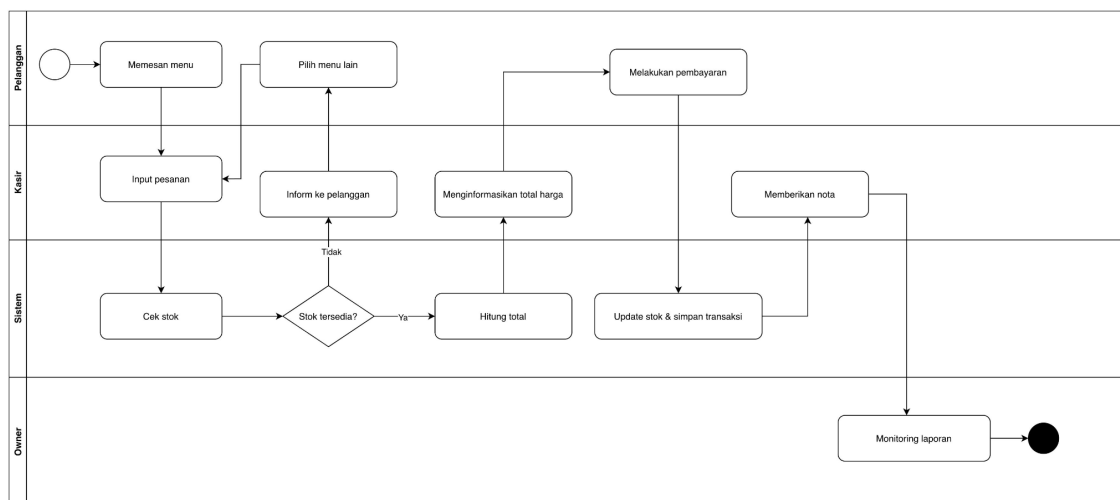 Pelanggan
Memesan menu
Pilih menu lain
Melakukan pembayaran
Kasir
Input pesanan
Inform ke pelanggan
Menginformasikan total harga
Memberikan nota
Tidak
Sistem
Cek stok
Stok tersedia?
Ya
Hitung total
Update stok & simpan transaksi
Owner
Monitoring laporan